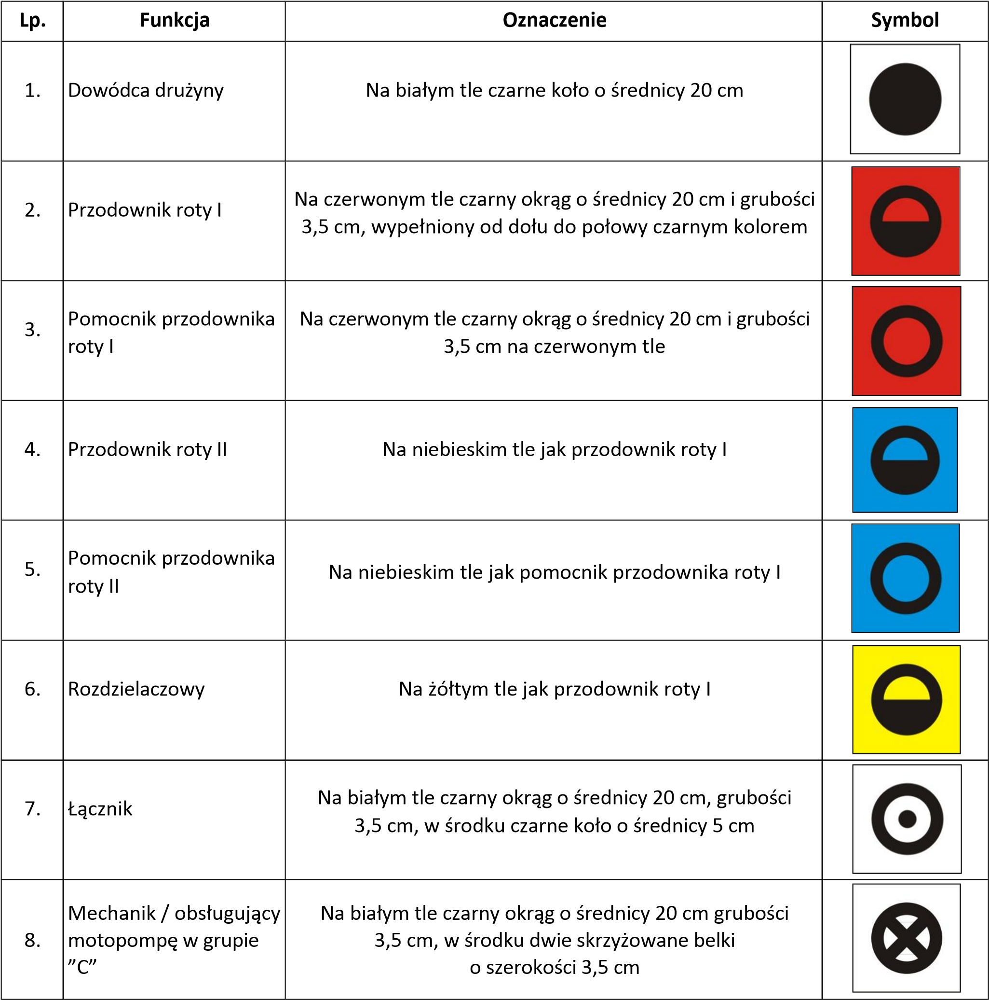 Lp. Funkcja Oznaczenie Symbol
1. Dowódca drużyny Na białym tle czarne koło o średnicy 20 cm
2. Przodownik roty I
Na czerwonym tle czarny okrąg o średnicy 20 cm i grubości
3,5 cm, wypełniony od dołu do połowy czarnym kolorem
3. Pomocnik przodownika
roty I
Na czerwonym tle czarny okrąg o średnicy 20 cm i grubości
3,5 cm na czerwonym tle
4. Przodownik roty II Na niebieskim tle jak przodownik roty I
5. Pomocnik przodownika
roty II
Na niebieskim tle jak pomocnik przodownika roty I
6. Rozdzielaczowy Na żółtym tle jak przodownik roty I
7. Łącznik
Na białym tle czarny okrąg o średnicy 20 cm, grubości
3,5 cm, w środku czarne koło o średnicy 5 cm
8. Mechanik / obsługujący
motopompę w grupie
”C”
Na białym tle czarny okrąg o średnicy 20 cm grubości
3,5 cm, w środku dwie skrzyżowane belki
o szerokości 3,5 cm